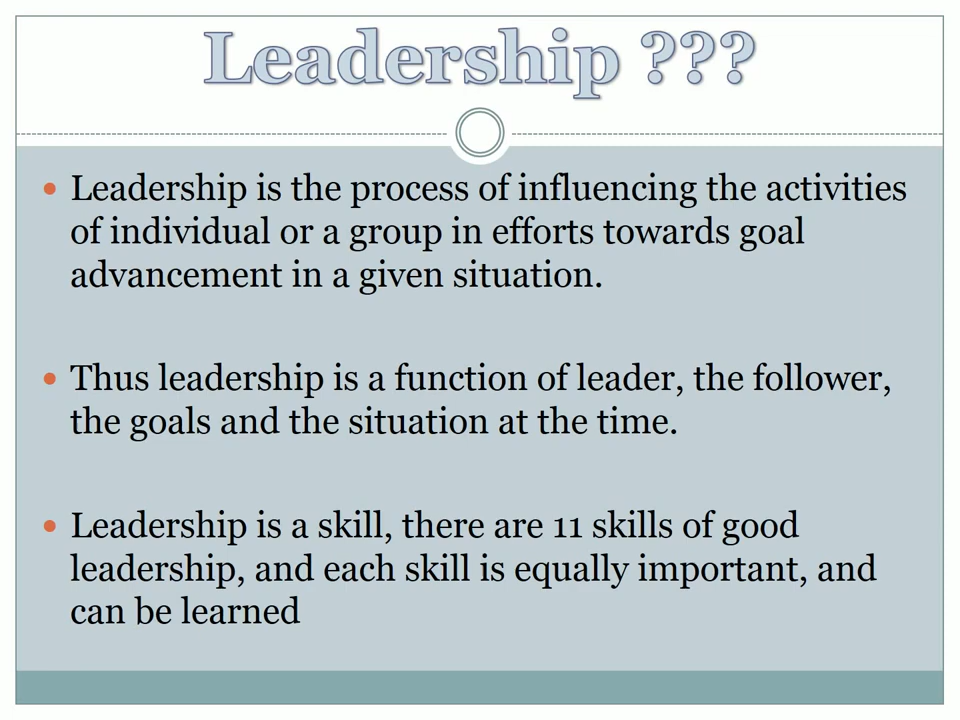 Leadership ???
Leadership is the process of influencing the activities
of individual or a group in efforts towards goal
advancement in a given situation.
Thus leadership is a function of leader, the follower,
the goals and the situation at the time.
Leadership is a skill, there are 11 skills of good
leadership, and each skill is equally important, and
can be learned